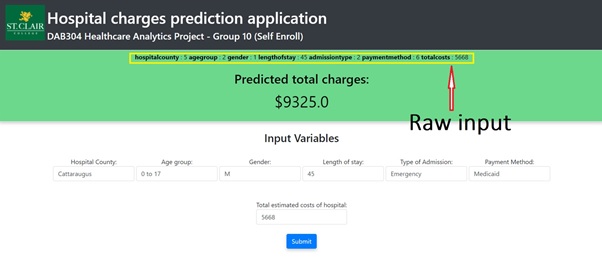 ST.CLAIR
COLLEGE
Hospital charges prediction application
DAB304 Healthcare Analytics Project - Group 10 (Self Enroll)
hospitalcounty : 5 agegroup : 2 gender : 1 lengthofstay : 45 admissiontype : 2 paymentmethod : 6 totalcosts : 5668
Predicted total charges:
$9325.0
Raw input
Input Variables
Hospital County: Age group: Gender: Length of stay: Type of Admission: Payment Method:
Cattaraugus 0 to 17 M 45 Emergency Medicaid
Total estimated costs of hospital:
5668
Submit